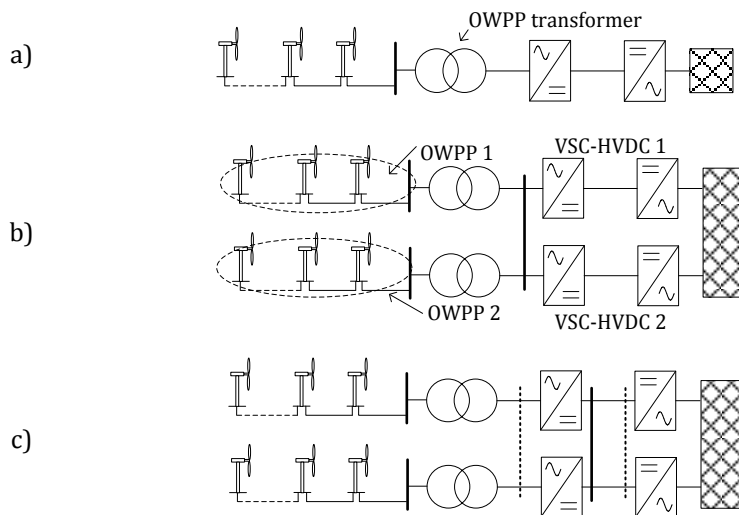 OWPP transformer
a)
VSC-HVDC 1
OWPP 1
b)
OWPP 2
VSC-HVDC 2
c)